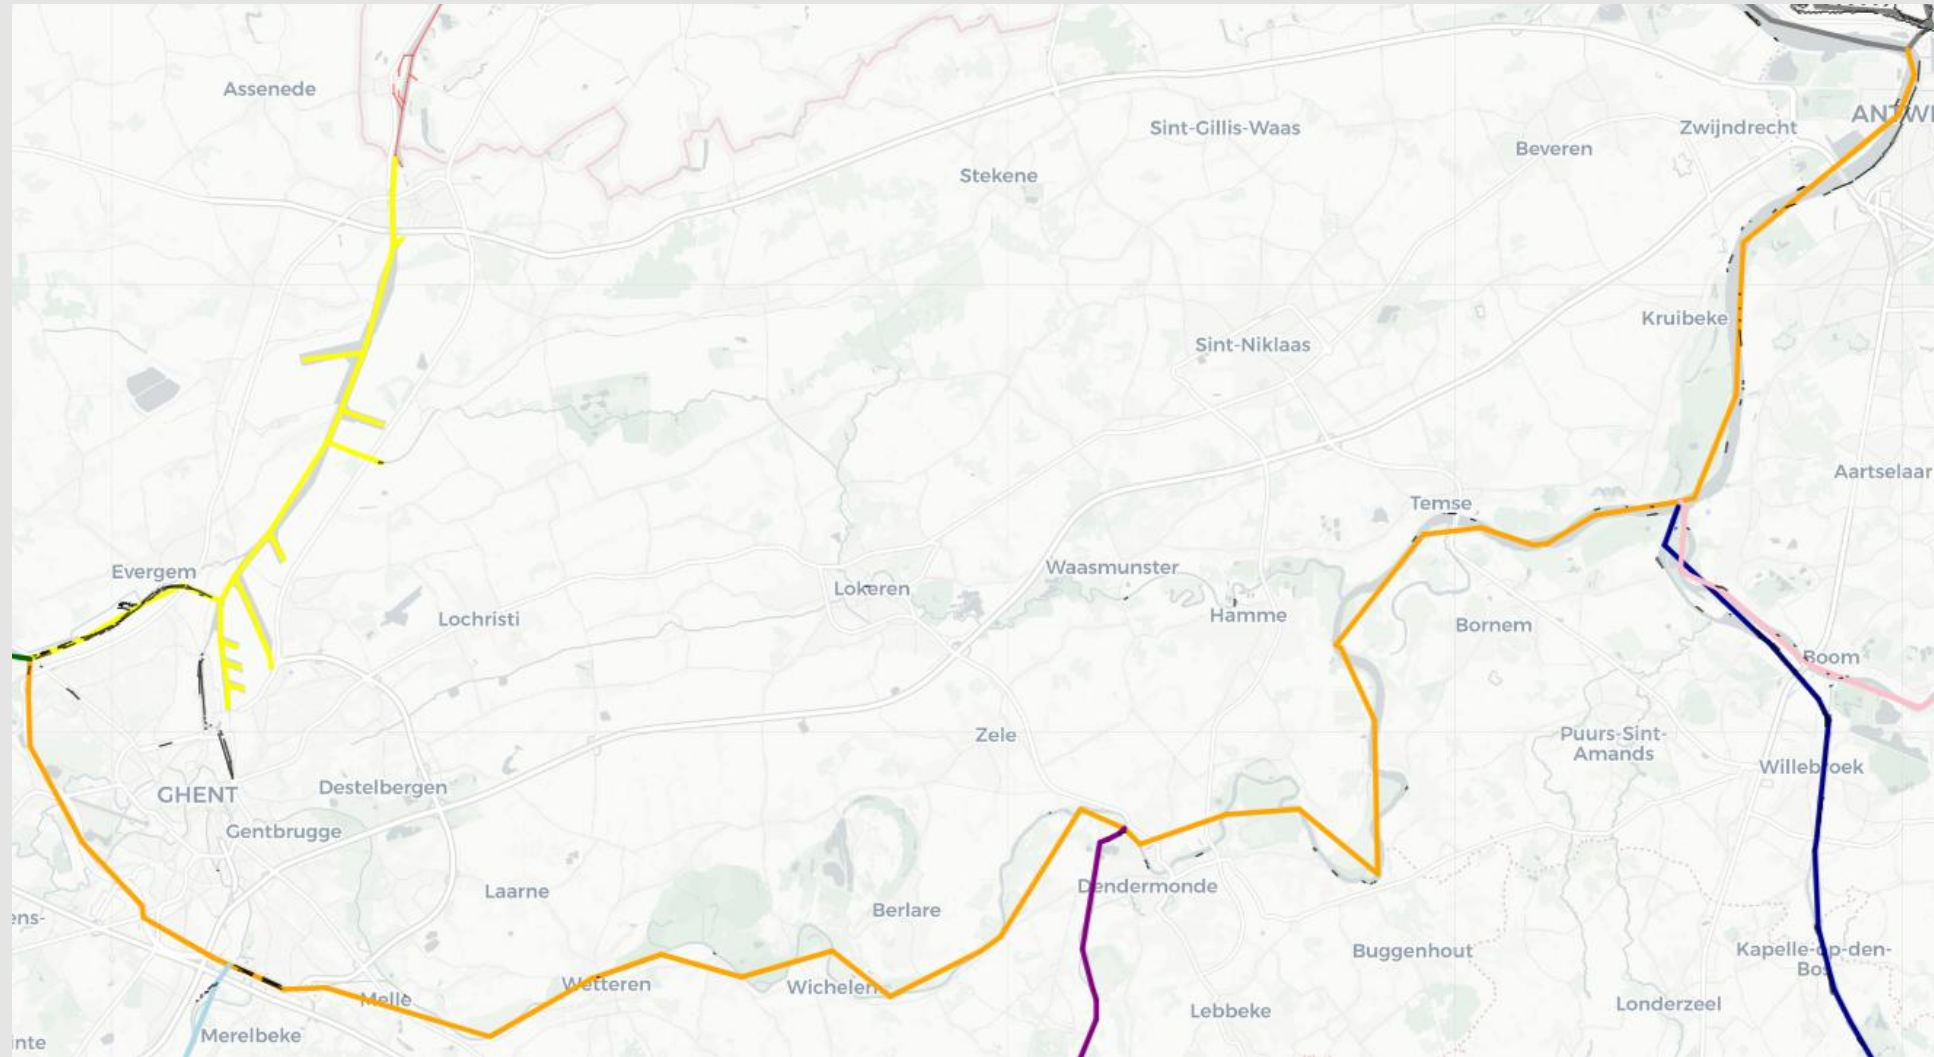 Assenede
Sint-Gillis-Waas
Zwijndrecht
Beveren
Stekene
Kruibeke
Sint-Niklaas
Aartselaar
Temse
Evergem
Waasmunster
Lokeren
Lochristi
Hamme
Bornem
Boom
Zele
Puurs-Sint-
Amands
Willebroek
GHENT
Destelbergen
Gentbrugge
Laarne
Dendermonde
Berlare
Buggenhout
Kapelle-op-den-
Bos
Wetteren
Wichelen
Melle
Lebbeke
Londerzeel
Merelbeke